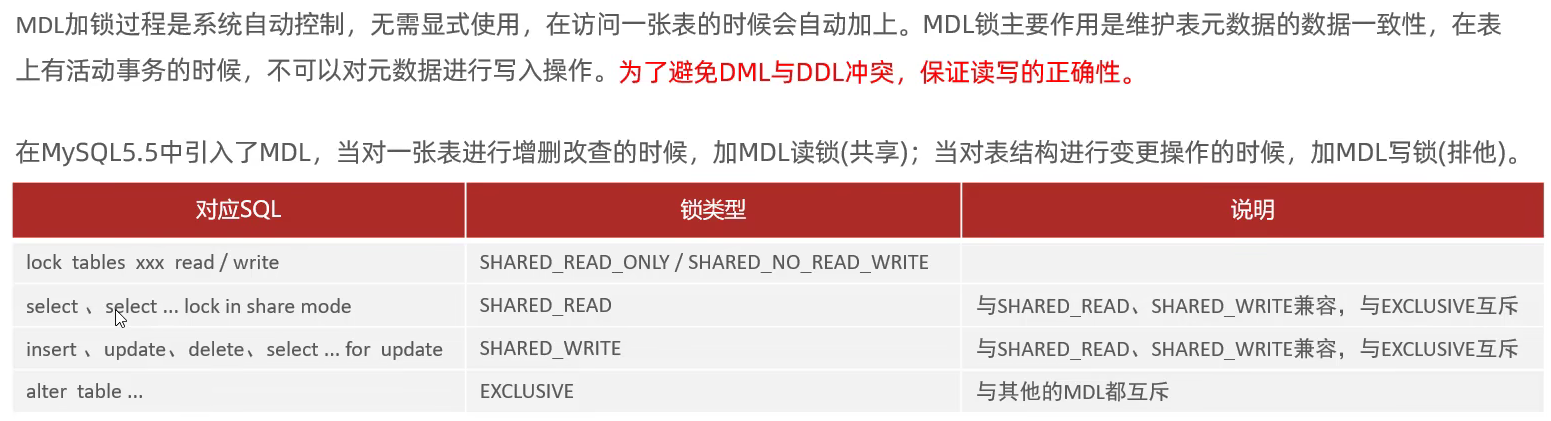 MDL加锁过程是系统自动控制，无需显式使用，在访问一张表的时候会自动加上。MDL锁主要作用是维护表元数据的数据一致性，在表
上有活动事务的时候，不可以对元数据进行写入操作。为了避免DML与DDL冲突，保证读写的正确性。
在MySQL5.5中引入了MDL，当对一张表进行增删改查的时候，加MDL读锁(共享)；当对表结构进行变更操作的时候，加MDL写锁(排他)。
对应SQL 锁类型 说明
lock tables xxx read / write SHARED_READ_ONLY / SHARED_NO_READ_WRITE
select 、select ... lock in share mode SHARED_READ 与SHARED_READ、SHARED_WRITE兼容，与EXCLUSIVE互斥
insert 、update、delete、select ... for update SHARED_WRITE 与SHARED_READ、SHARED_WRITE兼容，与EXCLUSIVE互斥
alter table ... EXCLUSIVE 与其他的MDL都互斥